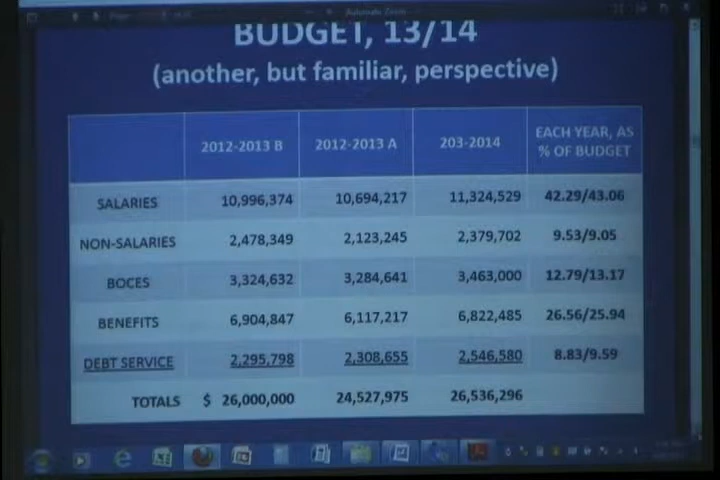 BUDGET, 13/14
(another, but familiar, perspective)
2012-2013 B 2012-2013 A 203-2014 EACH YEAR, AS % OF BUDGET
SALARIES 10,996,374 10,694,217 11,324,529 42.29/43.06
NON-SALARIES 2,478,349 2,123,245 2,379,702 9.53/9.05
BOCES 3,324,632 3,284,641 3,463,000 12.79/13.17
BENEFITS 6,904,847 6,117,217 6,822,485 26.56/25.94
DEBT SERVICE 2,295,798 2,308,655 2,546,580 8.83/9.59
TOTALS $ 26,000,000 24,527,975 26,536,296